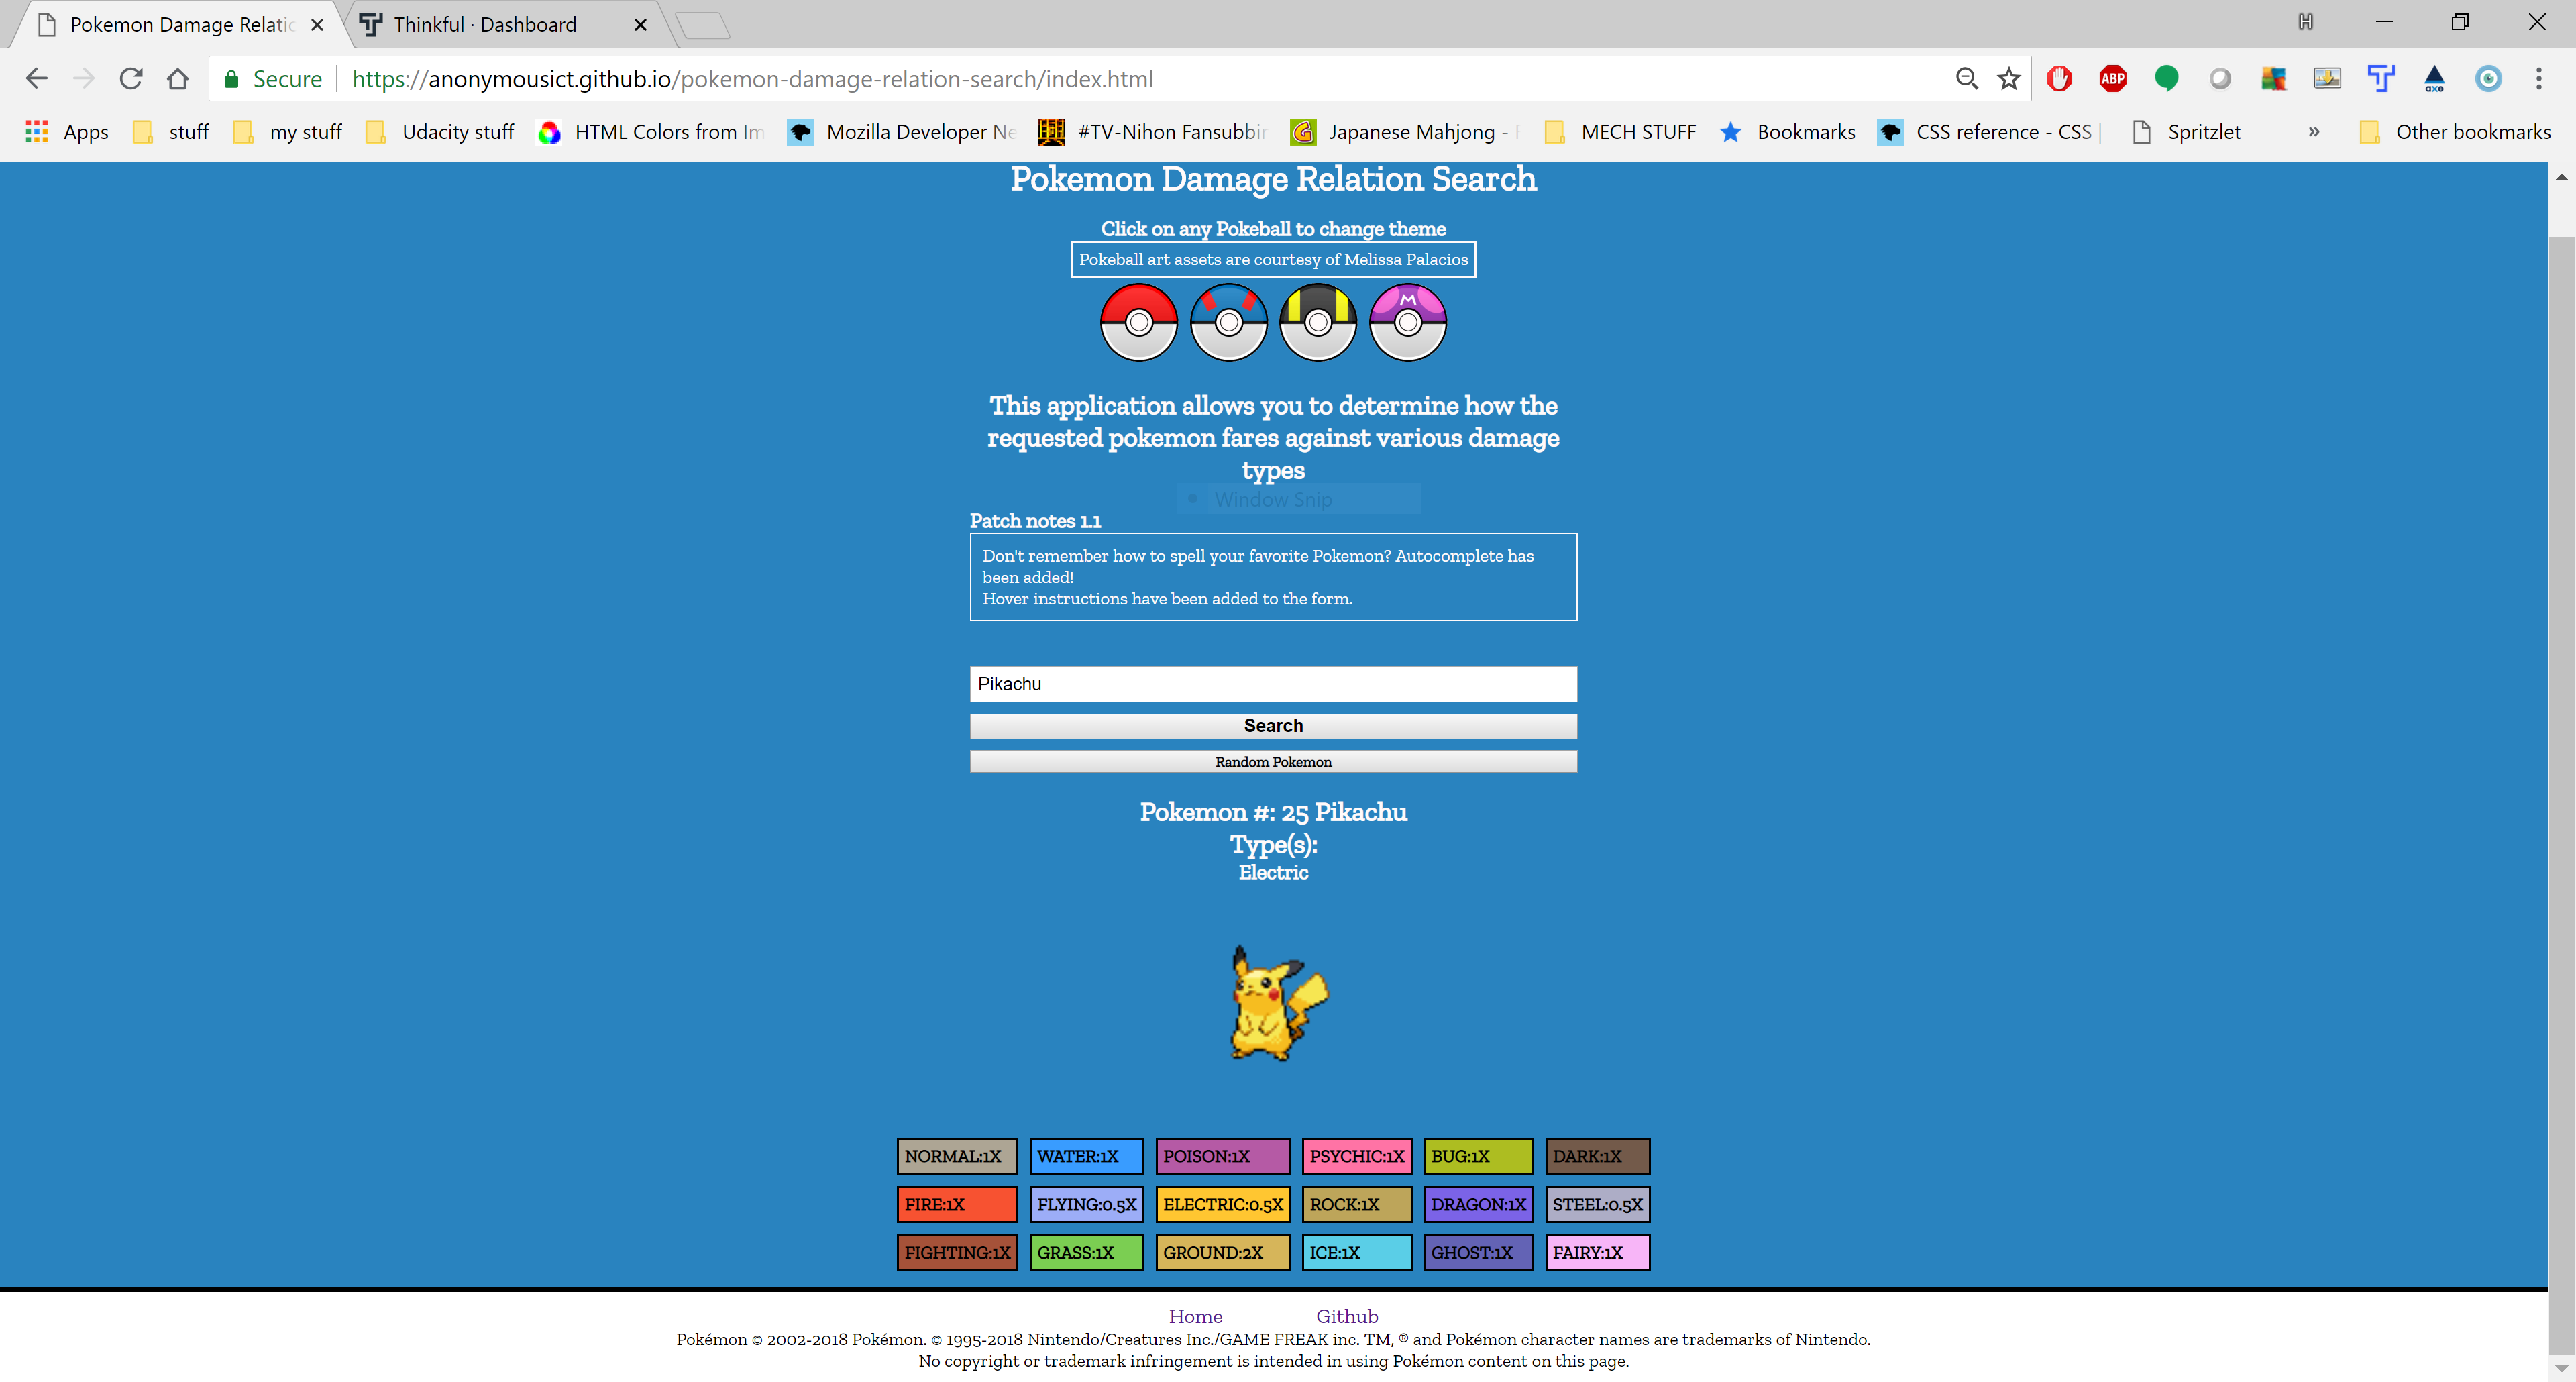 Pokemon Damage Relatio
Thinkful · Dashboard
Secure
https://anonymousict.github.io/pokemon-damage-relation-search/index.html
ABP
axe
Apps
stuff
my stuff
Udacity stuff
HTML Colors from Im
Mozilla Developer Ne
#TV-Nihon Fansubbin
Japanese Mahjong -
MECH STUFF
Bookmarks
CSS reference - CSS |
Spritzlet
»
Other bookmarks
Pokemon Damage Relation Search
Click on any Pokeball to change theme
Pokeball art assets are courtesy of Melissa Palacios
M
This application allows you to determine how the
requested pokemon fares against various damage
types
Window Snip
Patch notes 1.1
Don't remember how to spell your favorite Pokemon? Autocomplete has
been added!
Hover instructions have been added to the form.
Pikachu
Search
Random Pokemon
Pokemon #: 25 Pikachu
Type(s):
Electric
NORMAL:1X WATER:1X POISON:1X PSYCHIC:1X BUG:1X DARK:1X
FIRE:1X FLYING:0.5X ELECTRIC:0.5X ROCK:1X DRAGON:1X STEEL:0.5X
FIGHTING:1X GRASS:1X GROUND:2X ICE:1X GHOST:1X FAIRY:1X
Home Github
Pokémon © 2002-2018 Pokémon. © 1995-2018 Nintendo/Creatures Inc./GAME FREAK inc. TM, ® and Pokémon character names are trademarks of Nintendo.
No copyright or trademark infringement is intended in using Pokémon content on this page.